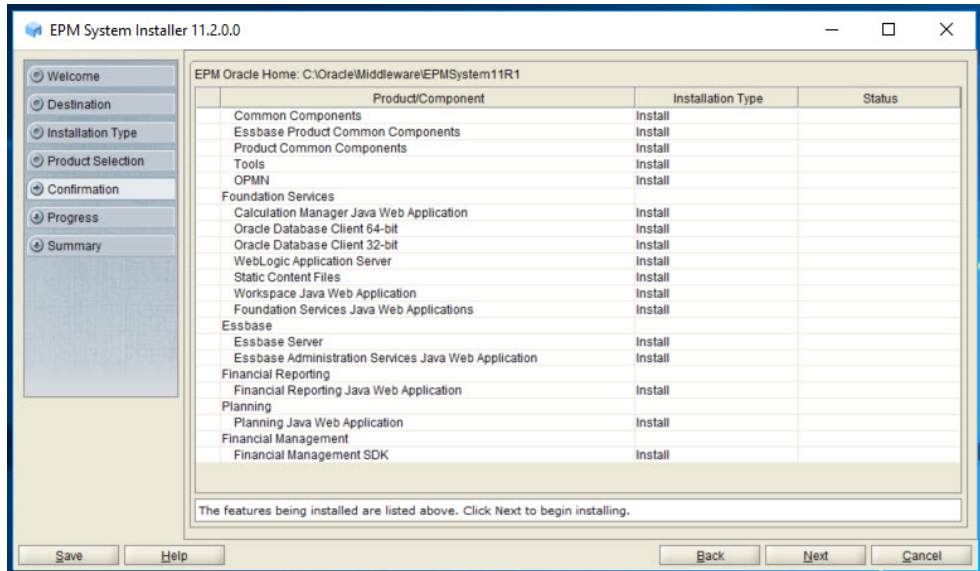 EPM System Installer 11.2.0.0
Welcome
Destination
Installation Type
Product Selection
Confirmation
Progress
Summary
EPM Oracle Home: C:\Oracle\Middleware\EPMSystem11R1
Product/Component Installation Type Status
Common Components Install
Essbase Product Common Components Install
Product Common Components Install
Tools Install
OPMN Install
Foundation Services
Calculation Manager Java Web Application Install
Oracle Database Client 64-bit Install
Oracle Database Client 32-bit Install
WebLogic Application Server Install
Static Content Files Install
Workspace Java Web Application Install
Foundation Services Java Web Applications Install
Essbase
Essbase Server Install
Essbase Administration Services Java Web Application Install
Financial Reporting
Financial Reporting Java Web Application Install
Planning
Planning Java Web Application Install
Financial Management
Financial Management SDK Install
The features being installed are listed above. Click Next to begin installing.
Save Help Back Next Cancel